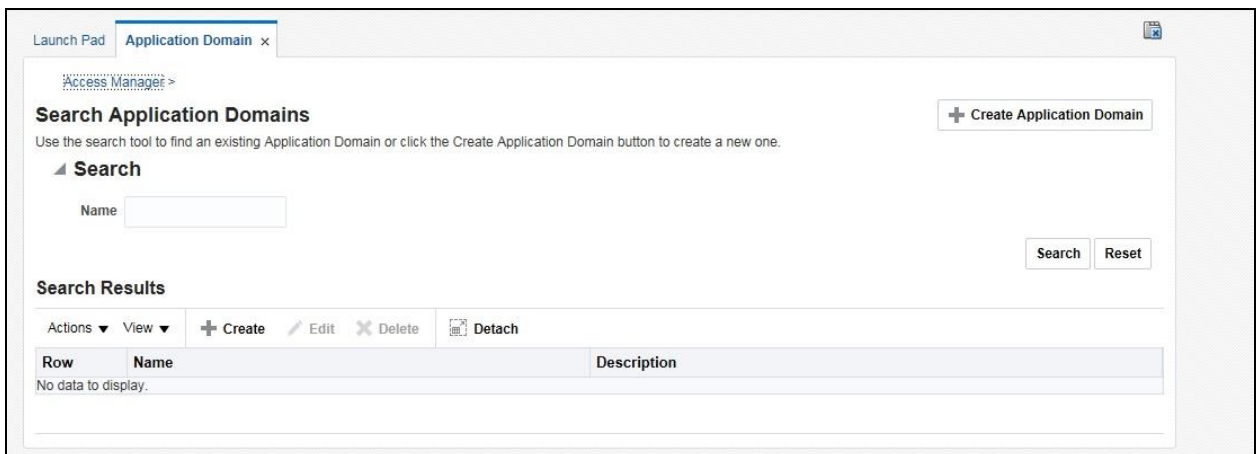 Launch Pad Application Domain x
Access Manager >
Search Application Domains
Create Application Domain
Use the search tool to find an existing Application Domain or click the Create Application Domain button to create a new one.
Search
Name
Search Reset
Search Results
Actions View Create Edit Delete Detach
Row Name Description
No data to display.